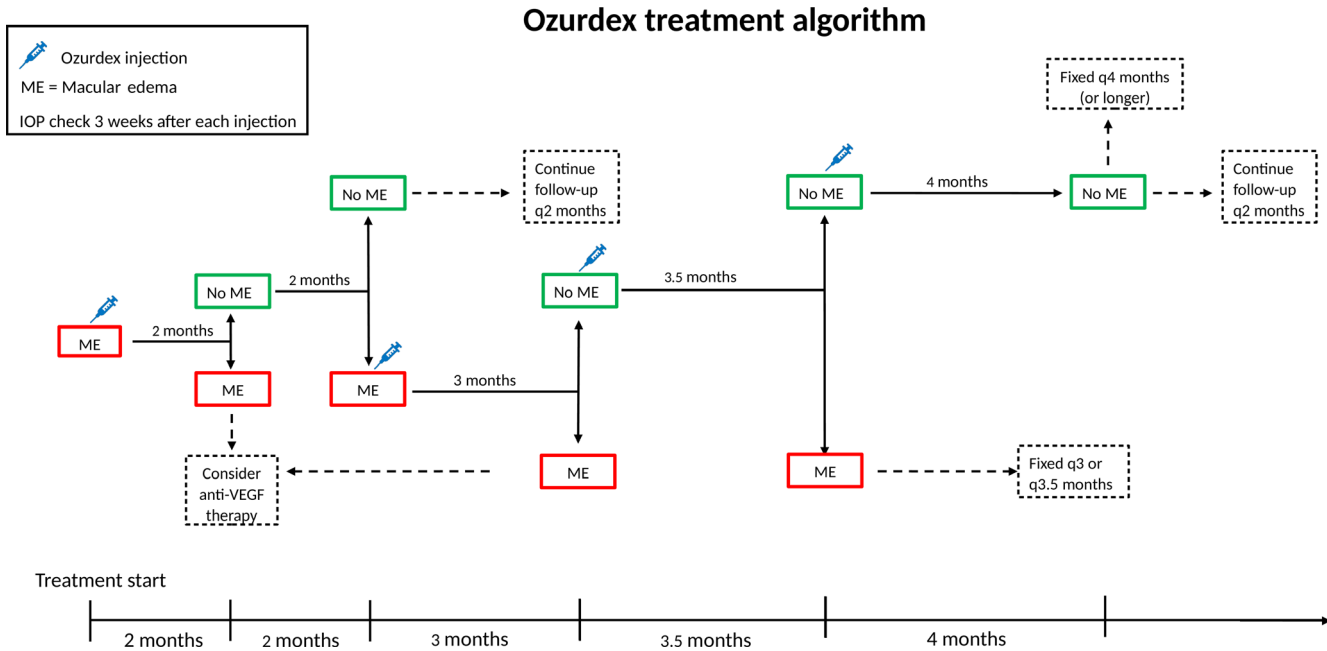 Ozurdex treatment algorithm
Ozurdex injection
ME = Macular edema
IOP check 3 weeks after each injection
Fixed q4 months
(or longer)
Continue
follow-up
q2 months
No ME
No ME
4 months
No ME
Continue
follow-up
q2 months
No ME
2 months
No ME
3.5 months
ME
2 months
ME
ME
3 months
Consider
anti-VEGF
therapy
ME
ME
Fixed q3 or
q3.5 months
Treatment start
2 months
2 months
3 months
3.5 months
4 months